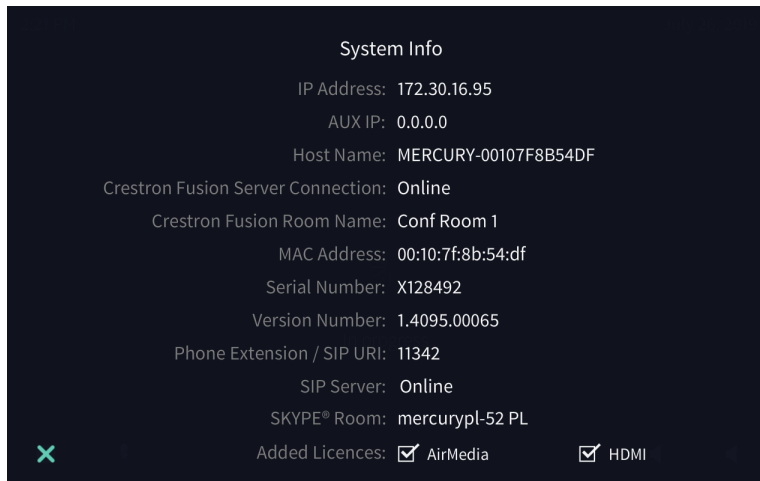 System Info
IP Address: 172.30.16.95
AUX IP: 0.0.0.0
Host Name: MERCURY-00107F8B54DF
Crestron Fusion Server Connection: Online
Crestron Fusion Room Name: Conf Room 1
MAC Address: 00:10:7f:8b:54:df
Serial Number: X128492
Version Number: 1.4095.00065
Phone Extension / SIP URI: 11342
SIP Server: Online
SKYPE® Room: mercurypl-52 PL
Added Licences: AirMedia HDMI